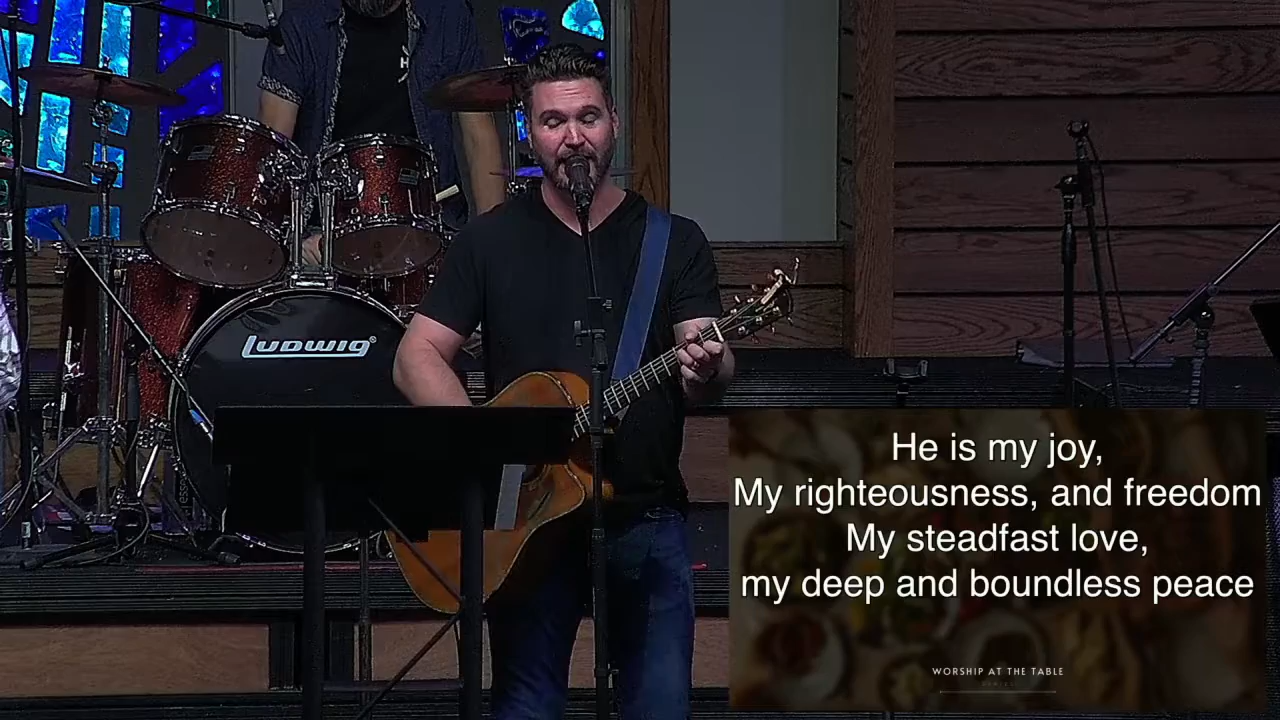 H
Ludwig
He is my joy,
My righteousness, and freedom
My steadfast love,
my deep and boundless peace
WORSHIP AT THE TABLE